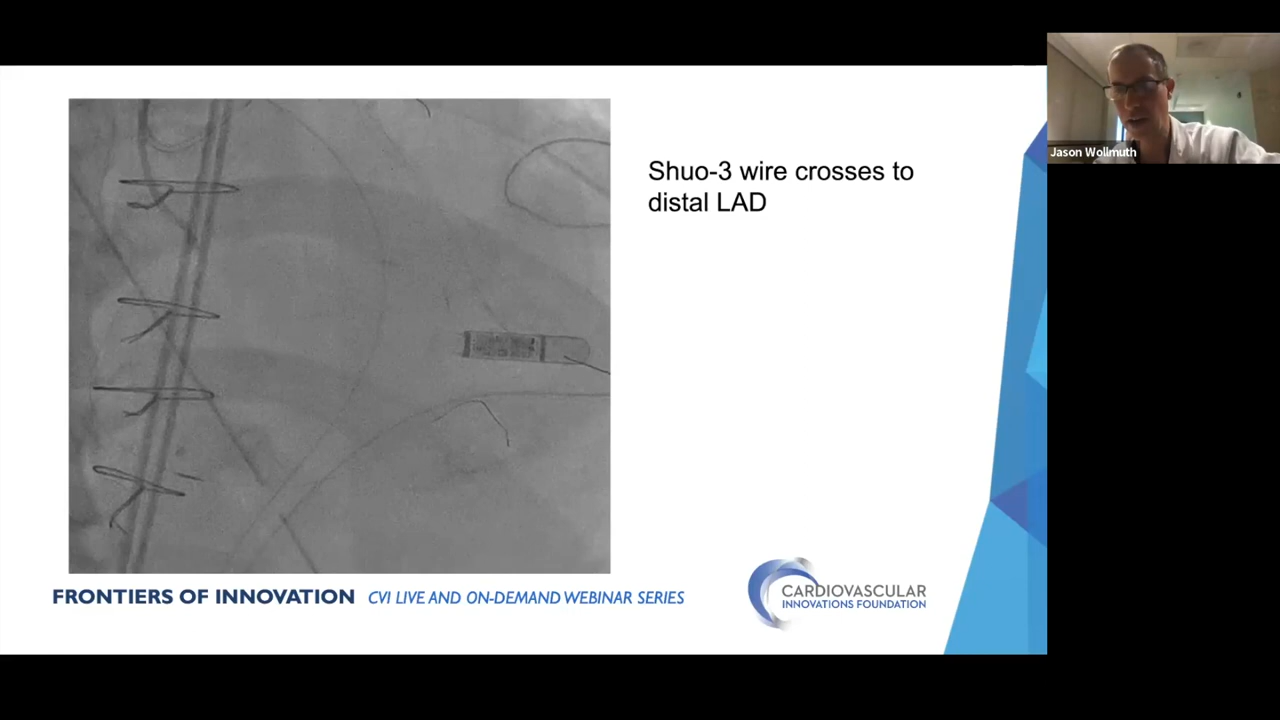 Jason Wollmuth
Shuo-3 wire crosses to
distal LAD
FRONTIERS OF INNOVATION CVI LIVE AND ON-DEMAND WEBINAR SERIES
CARDIOVASCULAR
INNOVATIONS FOUNDATION